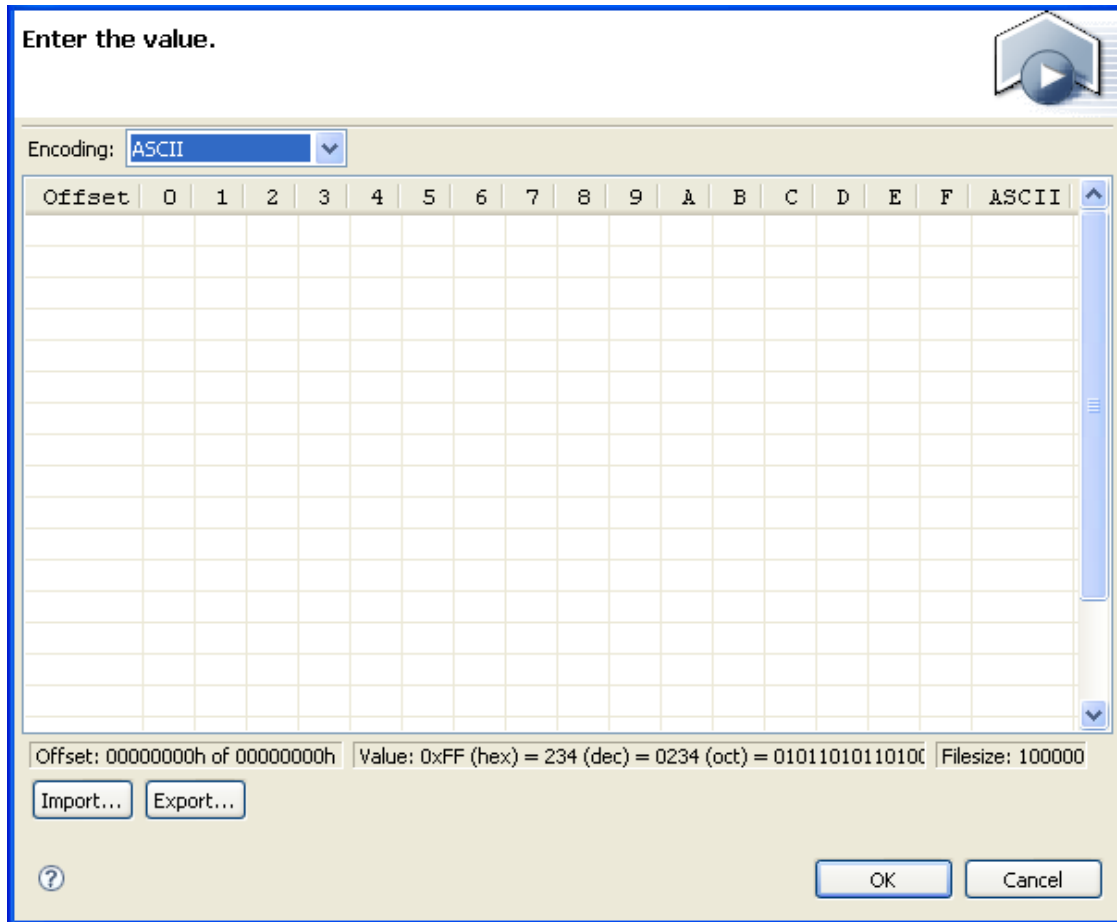 Enter the value.
Encoding: ASCII
Offset 0 1 2 3 4 5 6 7 8 9 A B C D E F ASCII
Offset: 00000000h of 00000000h Value: 0xFF (hex) = 234 (dec) = 0234 (oct) = 010110101101000 Filesize: 100000
Import... Export...
?
OK Cancel